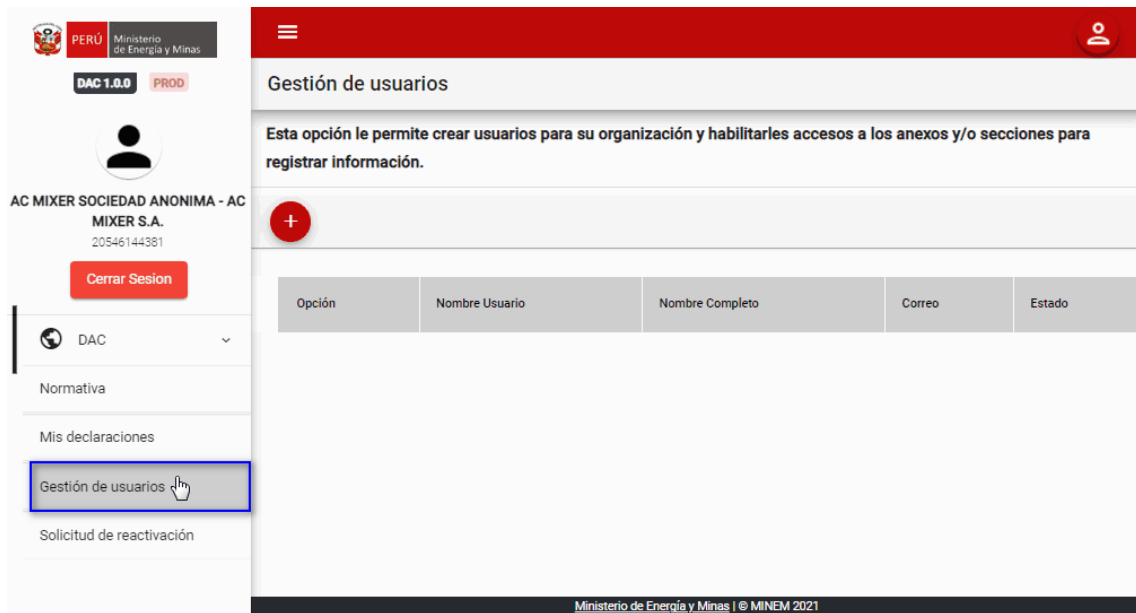 PERÚ
Ministerio
de Energía y Minas
DAC 1.0.0 PROD
AC MIXER SOCIEDAD ANONIMA - AC
MIXER S.A.
20546144381
Cerrar Sesion
DAC
Normativa
Mis declaraciones
Gestión de usuarios
Solicitud de reactivación
Gestión de usuarios
Esta opción le permite crear usuarios para su organización y habilitarles accesos a los anexos y/o secciones para
registrar información.
+
Opción Nombre Usuario Nombre Completo Correo Estado
Ministerio de Energía y Minas | © MINEM 2021